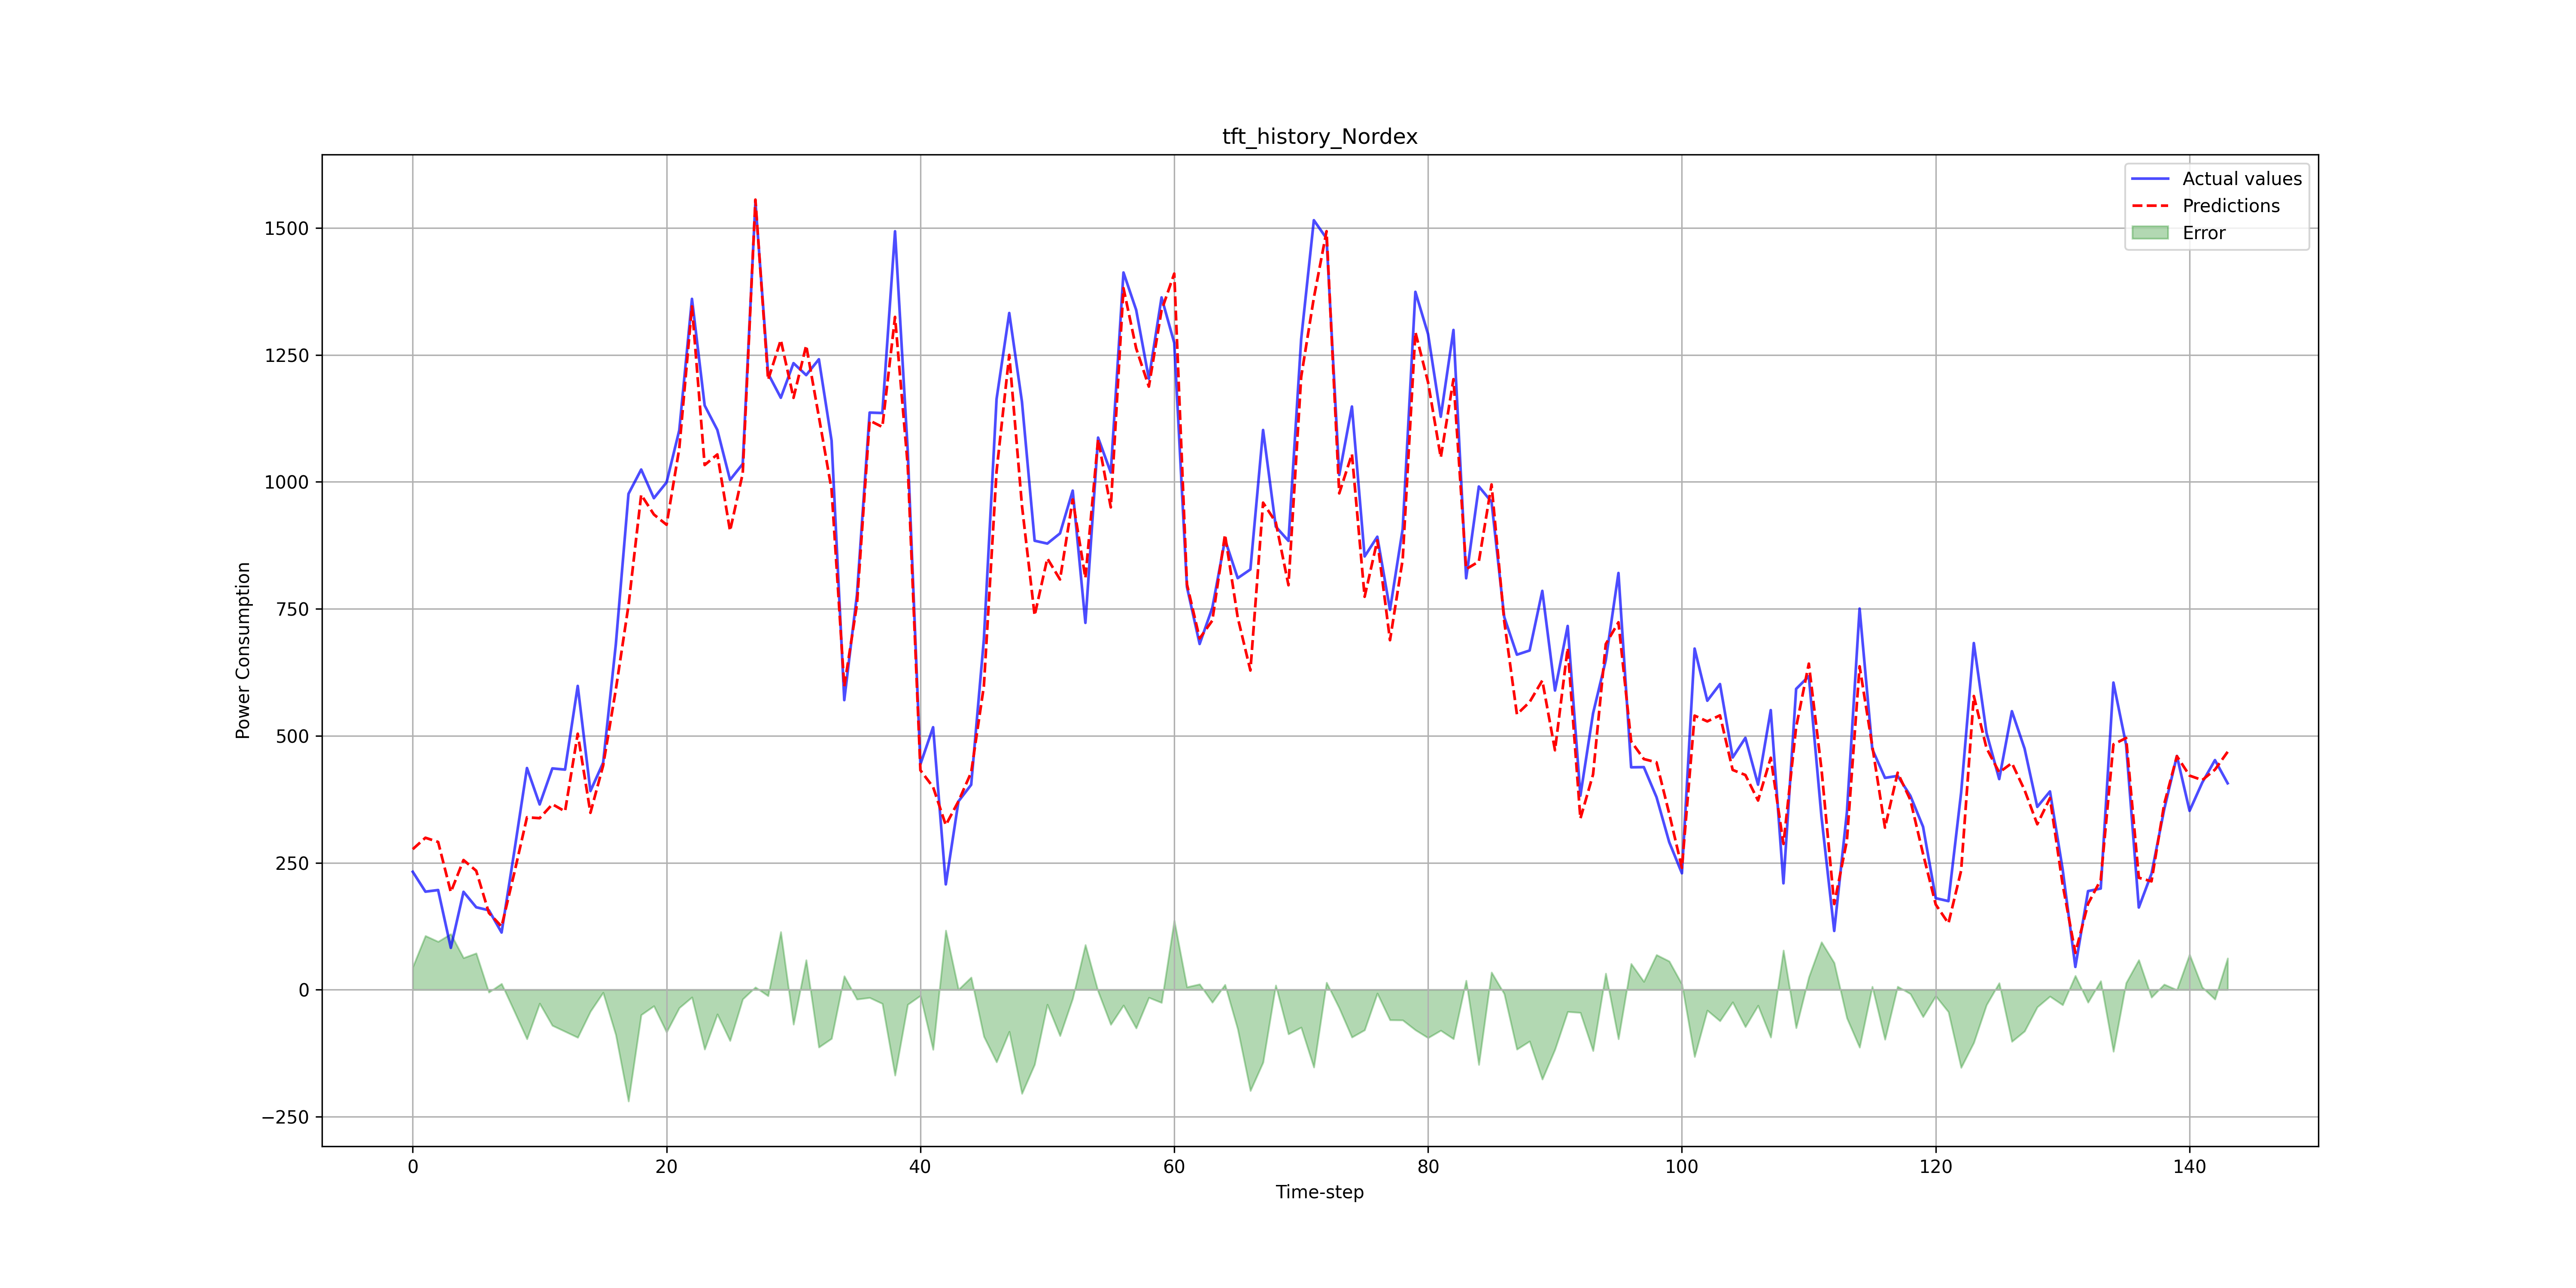 tft_history_Nordex
Actual values
Predictions
Error
Power Consumption
1500
1250
1000
750
500
250
0
−250
0 20 40 60 80 100 120 140
Time-step